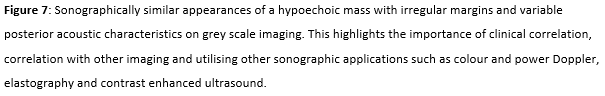 Figure 7: Sonographically similar appearances of a hypoechoic mass with irregular margins and variable
posterior acoustic characteristics on grey scale imaging. This highlights the importance of clinical correlation,
correlation with other imaging and utilising other sonographic applications such as colour and power Doppler,
elastography and contrast enhanced ultrasound.